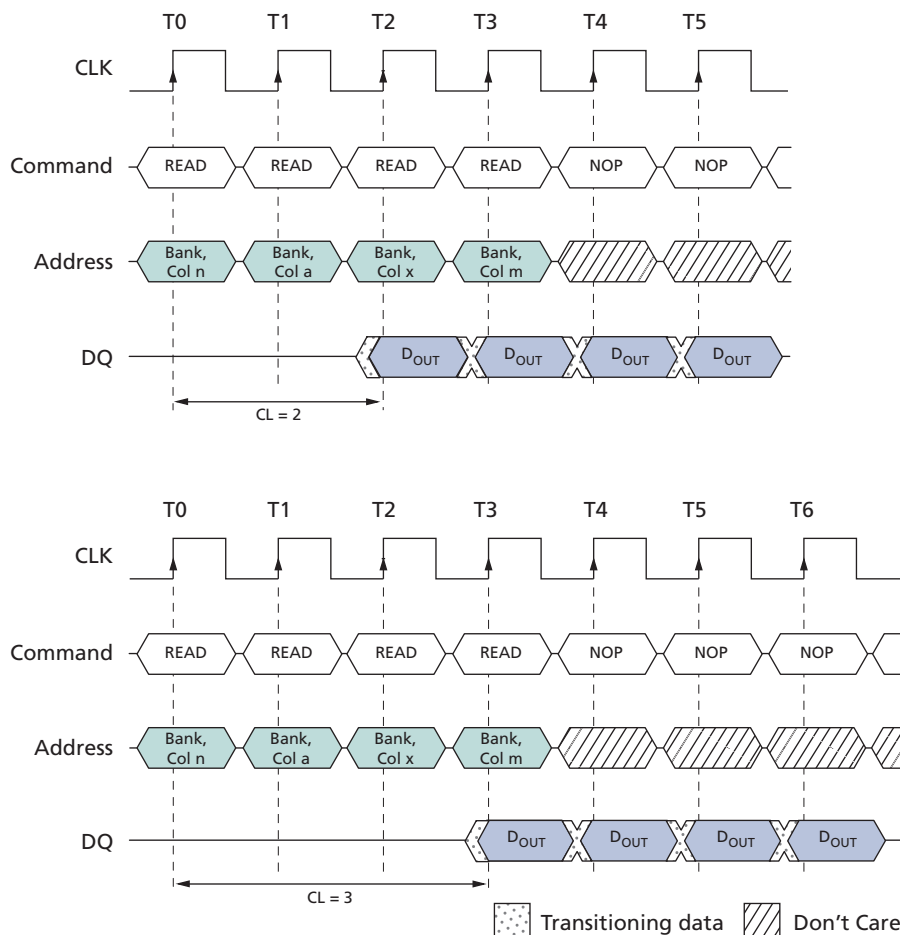 T0 T1 T2 T3 T4 T5
CLK
Command READ READ READ READ NOP NOP
Address Bank, Col n Bank, Col a Bank, Col x Bank, Col m
DQ DOUT DOUT DOUT DOUT
CL = 2
T0 T1 T2 T3 T4 T5 T6
CLK
Command READ READ READ READ NOP NOP NOP
Address Bank, Col n Bank, Col a Bank, Col x Bank, Col m
DQ DOUT DOUT DOUT DOUT
CL = 3
Transitioning data Don't Care